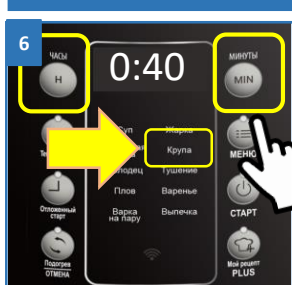 6
ЧАСЫ
МИНУТЫ
H
0:40
MIN
Жарка
Крупа
МЕНЮ
Тушение
Плов
Варенье
Отложенный
старт
СТАРТ
Варка
на пару
Выпечка
Подогрев
ОТМЕНА
Мой рецепт
PLUS